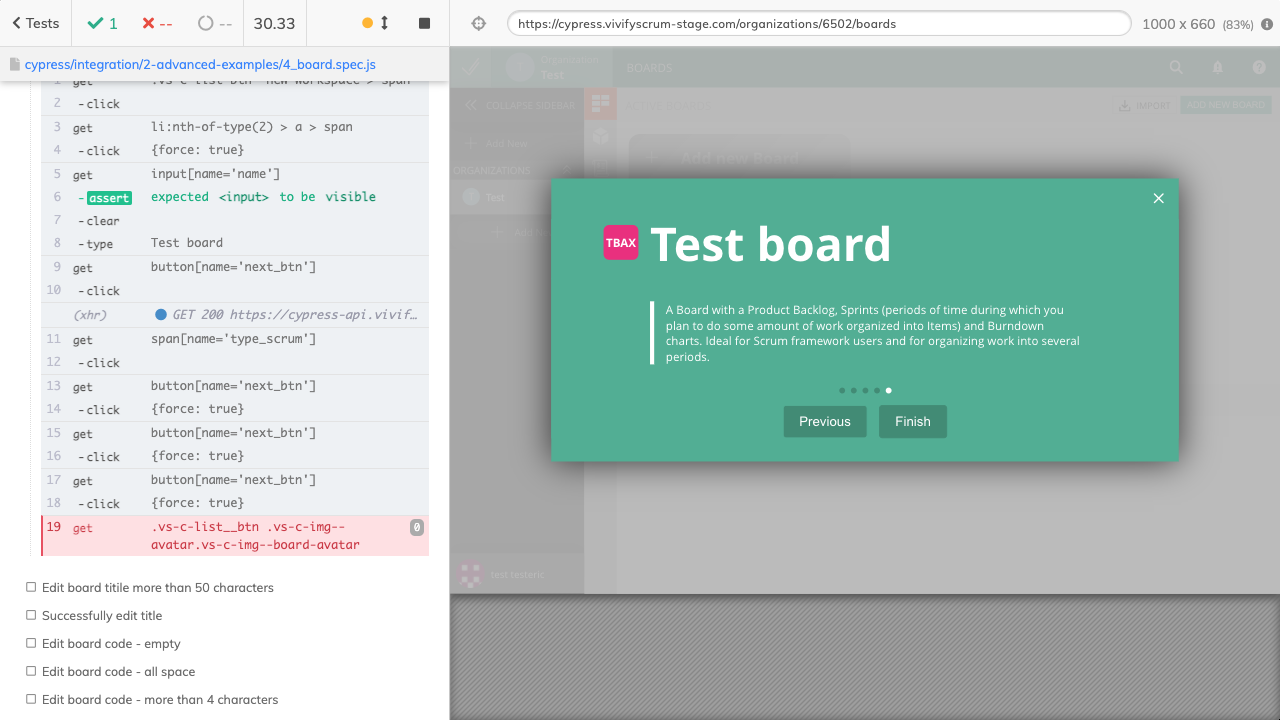 Tests
1
--
--
30.33
https://cypress.vivifyscrum-stage.com/organizations/6502/boards
1000 x 660 (83%)
cypress/integration/2-advanced-examples/4_board.spec.js
1 get .vs-c-list-btn--new-workspace > span
2 -click
3 get li:nth-of-type(2) > a > span
4 -click {force: true}
5 get input[name='name']
6 -assert expected <input> to be visible
7 -clear
8 -type Test board
9 get button[name='next_btn']
10 -click
(xhr) GET 200 https://cypress-api.vivif…
11 get span[name='type_scrum']
12 -click
13 get button[name='next_btn']
14 -click {force: true}
15 get button[name='next_btn']
16 -click {force: true}
17 get button[name='next_btn']
18 -click {force: true}
19 get .vs-c-list__btn .vs-c-img--
avatar.vs-c-img--board-avatar
0
Edit board titile more than 50 characters
Successfully edit title
Edit board code - empty
Edit board code - all space
Edit board code - more than 4 characters
Organization
Test
BOARDS
COLLAPSE SIDEBAR
IMPORT
ADD NEW BOARD
Add New
Add new Board
ORGANIZATIONS
Test
Add
TBAX
Test board
A Board with a Product Backlog, Sprints (periods of time during which you
plan to do some amount of work organized into Items) and Burndown
charts. Ideal for Scrum framework users and for organizing work into several
periods.
Previous
Finish
test testeric